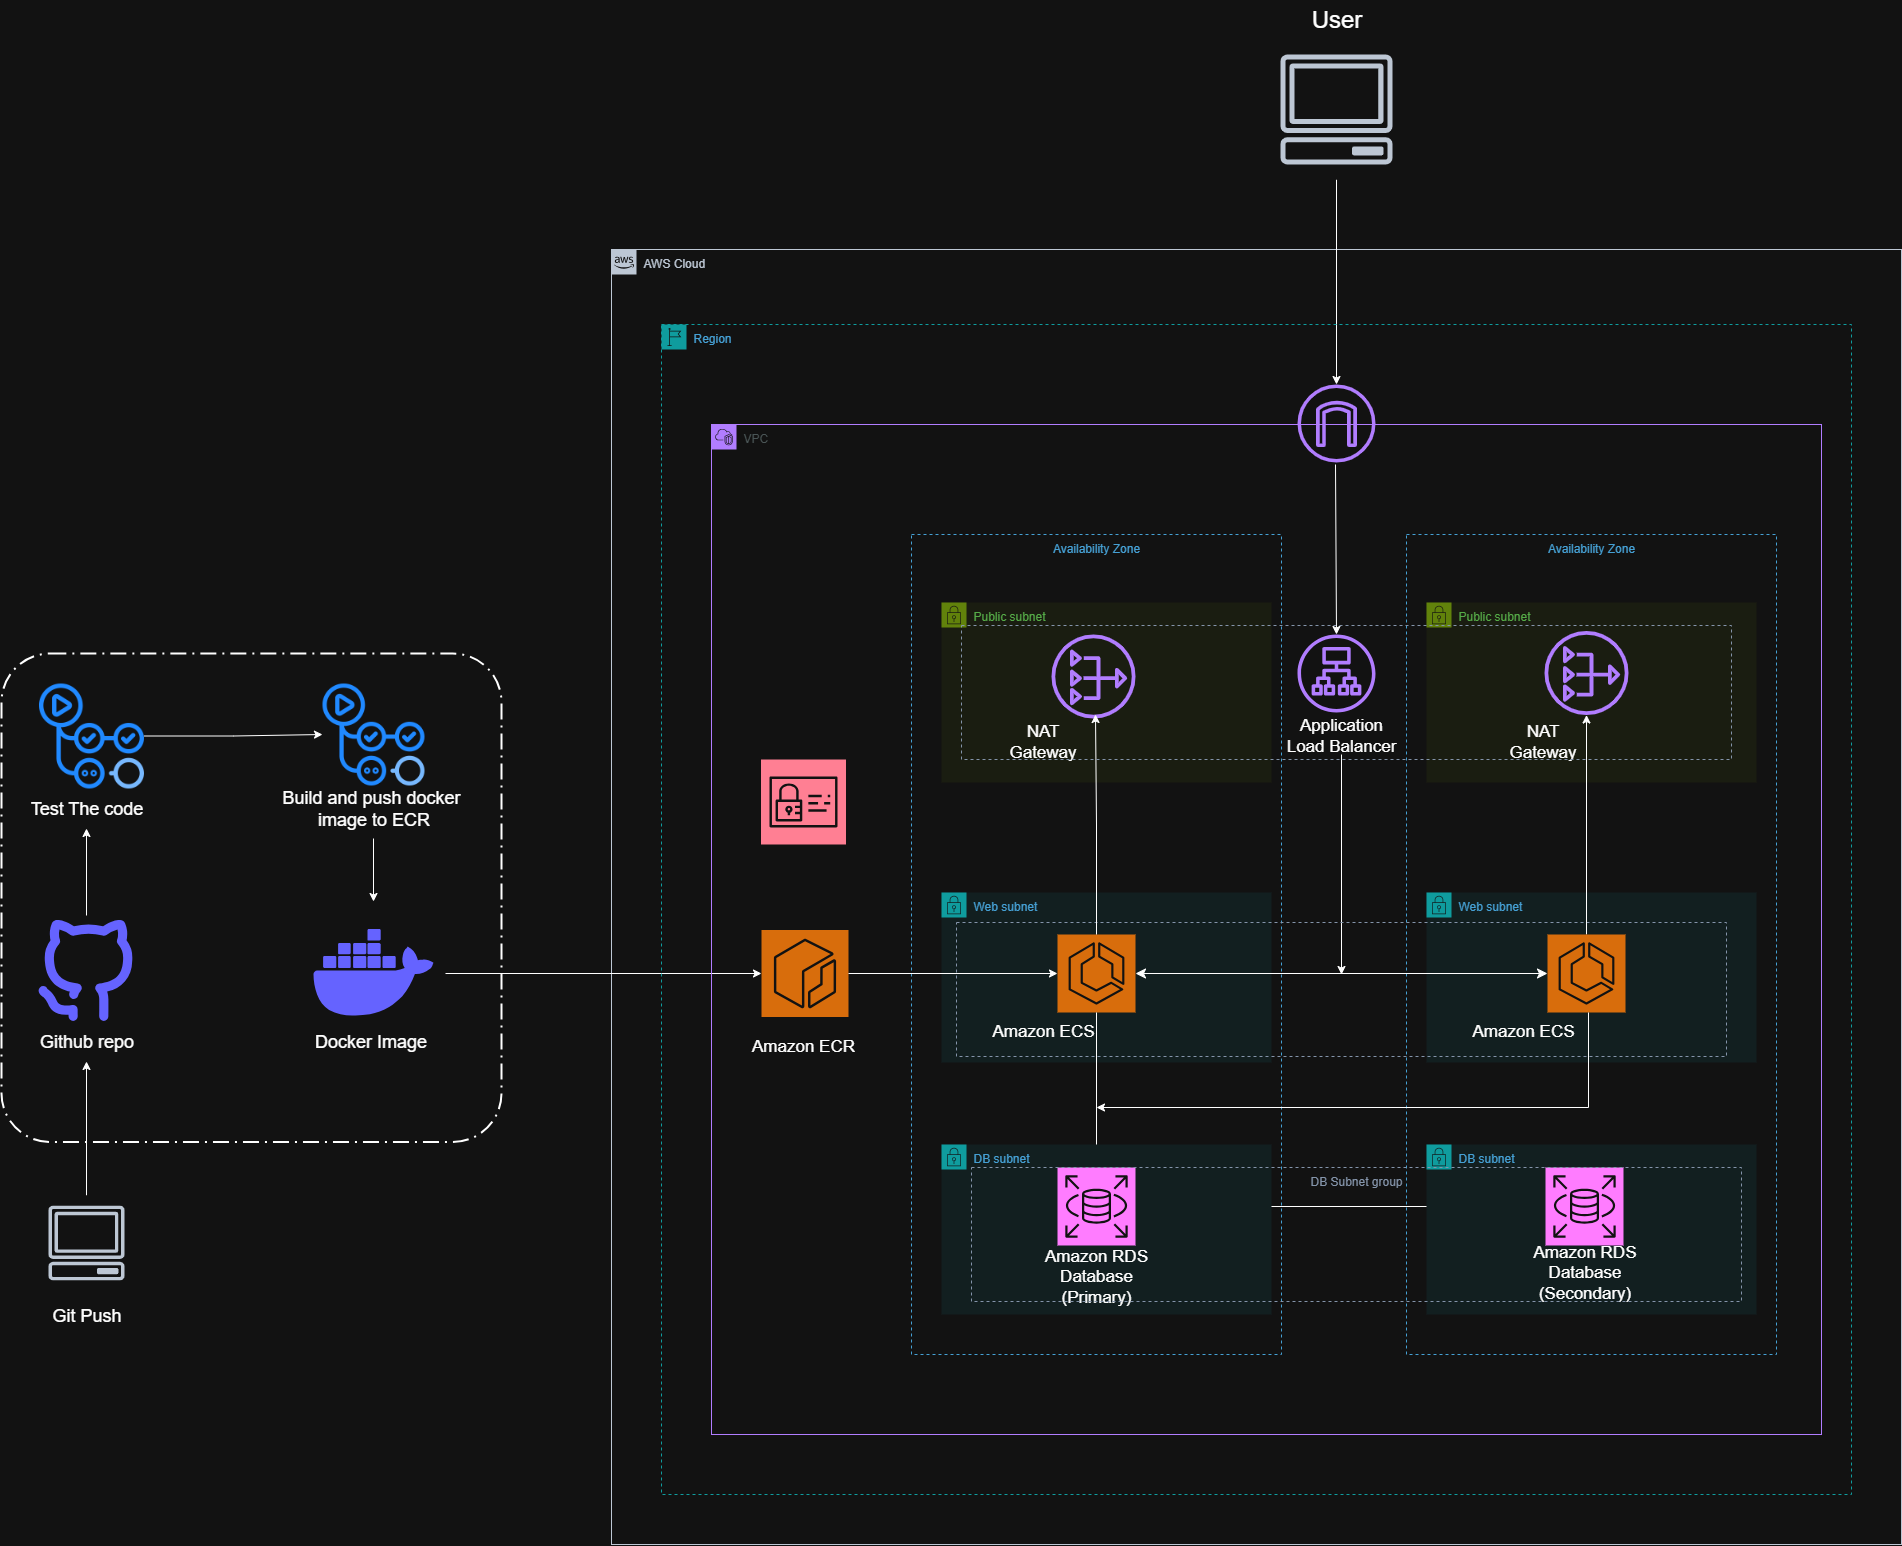 User
aws
AWS Cloud
Region
VPC
Availability Zone
Availability Zone
Public subnet
Public subnet
NAT
Gateway
Application
Load Balancer
NAT
Gateway
Test The code
Build and push docker
image to ECR
Web subnet
Web subnet
Github repo
Docker Image
Amazon ECR
Amazon ECS
Amazon ECS
DB subnet
DB Subnet group
DB subnet
Amazon RDS
Database
(Primary)
Amazon RDS
Database
(Secondary)
Git Push